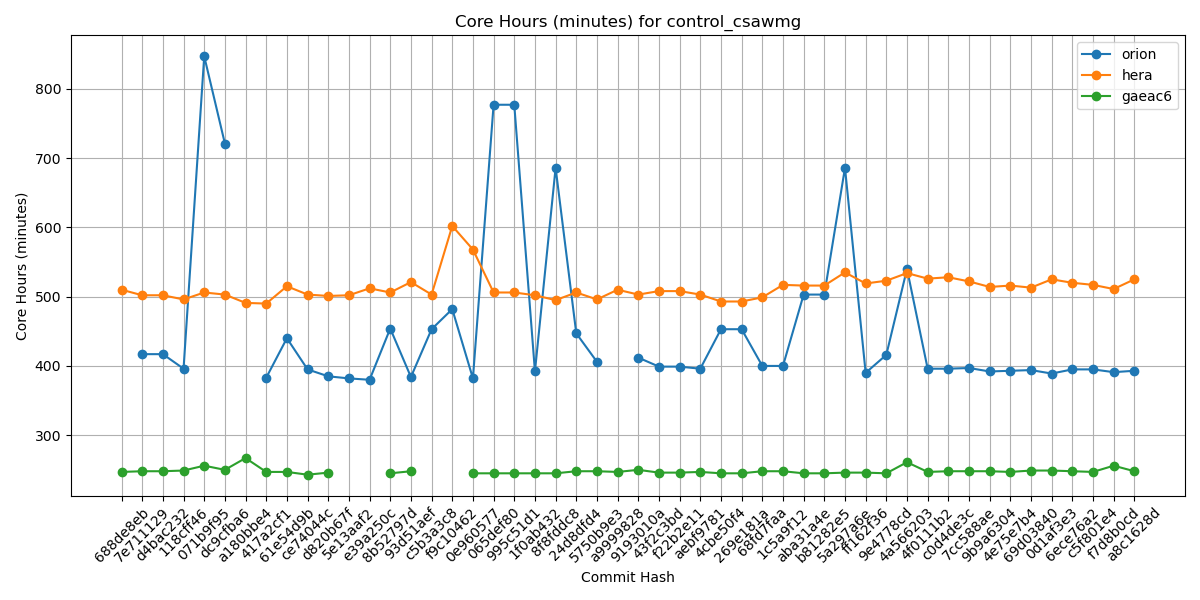 Core Hours (minutes) for control_csawmg
orion
hera
gaeac6
Core Hours (minutes)
800
700
600
500
400
300
688de8eb
7e711129
d4bac232
118cff46
071b9f95
dc9cfba6
a180bbe4
417a2cf1
61e54d9b
ce74044c
d820b67f
5e13aaf2
e39a250c
8b52797d
93d51aef
c5b3a3c8
f9c10462
0e960577
065def80
995c51d1
1f0ab432
8f8fddc8
24d8dfd4
5750b9e3
a9999828
9193010a
43f253bd
f22b2e11
aebf9781
4cbe50f4
269e181a
68fd7faa
1c5a9f12
aba31a4e
b81282e5
5a297a6e
ff162f36
9e4778cd
4a566203
4f011b2
c0d4de3c
7cc588ae
9b9a6304
4e75e7b4
69d03840
0d1af3e3
6ece76a2
c5f801e4
f7d8b0cd
a8c1628d
Commit Hash